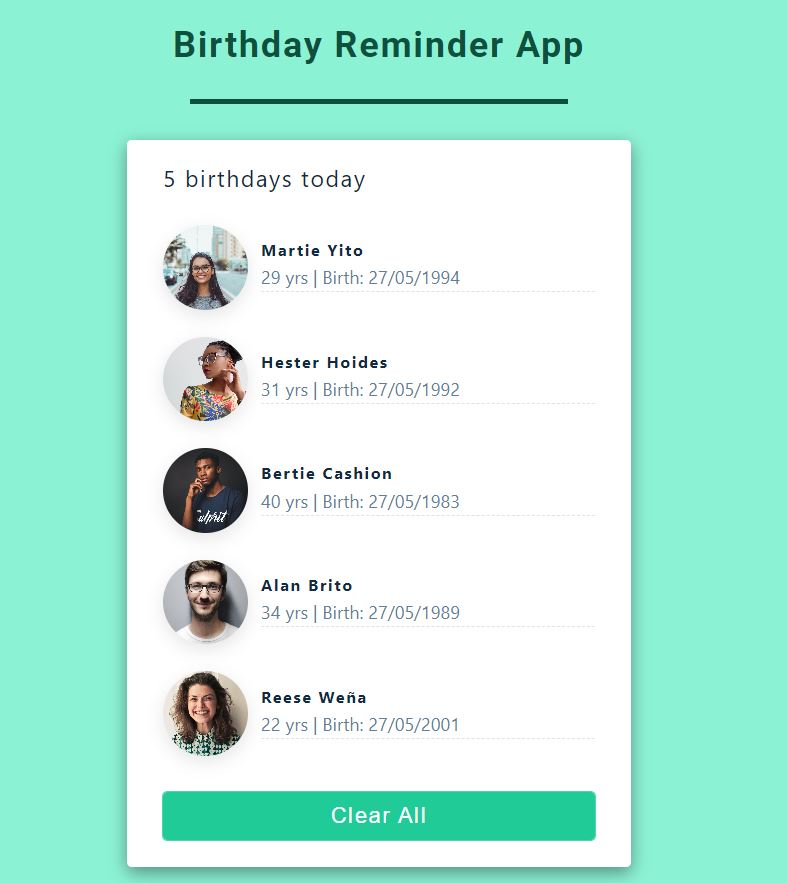 Birthday Reminder App
5 birthdays today
Martie Yito
29 yrs | Birth: 27/05/1994
Hester Hoides
31 yrs | Birth: 27/05/1992
Bertie Cashion
40 yrs | Birth: 27/05/1983
Alan Brito
34 yrs | Birth: 27/05/1989
Reese Weña
22 yrs | Birth: 27/05/2001
Clear All